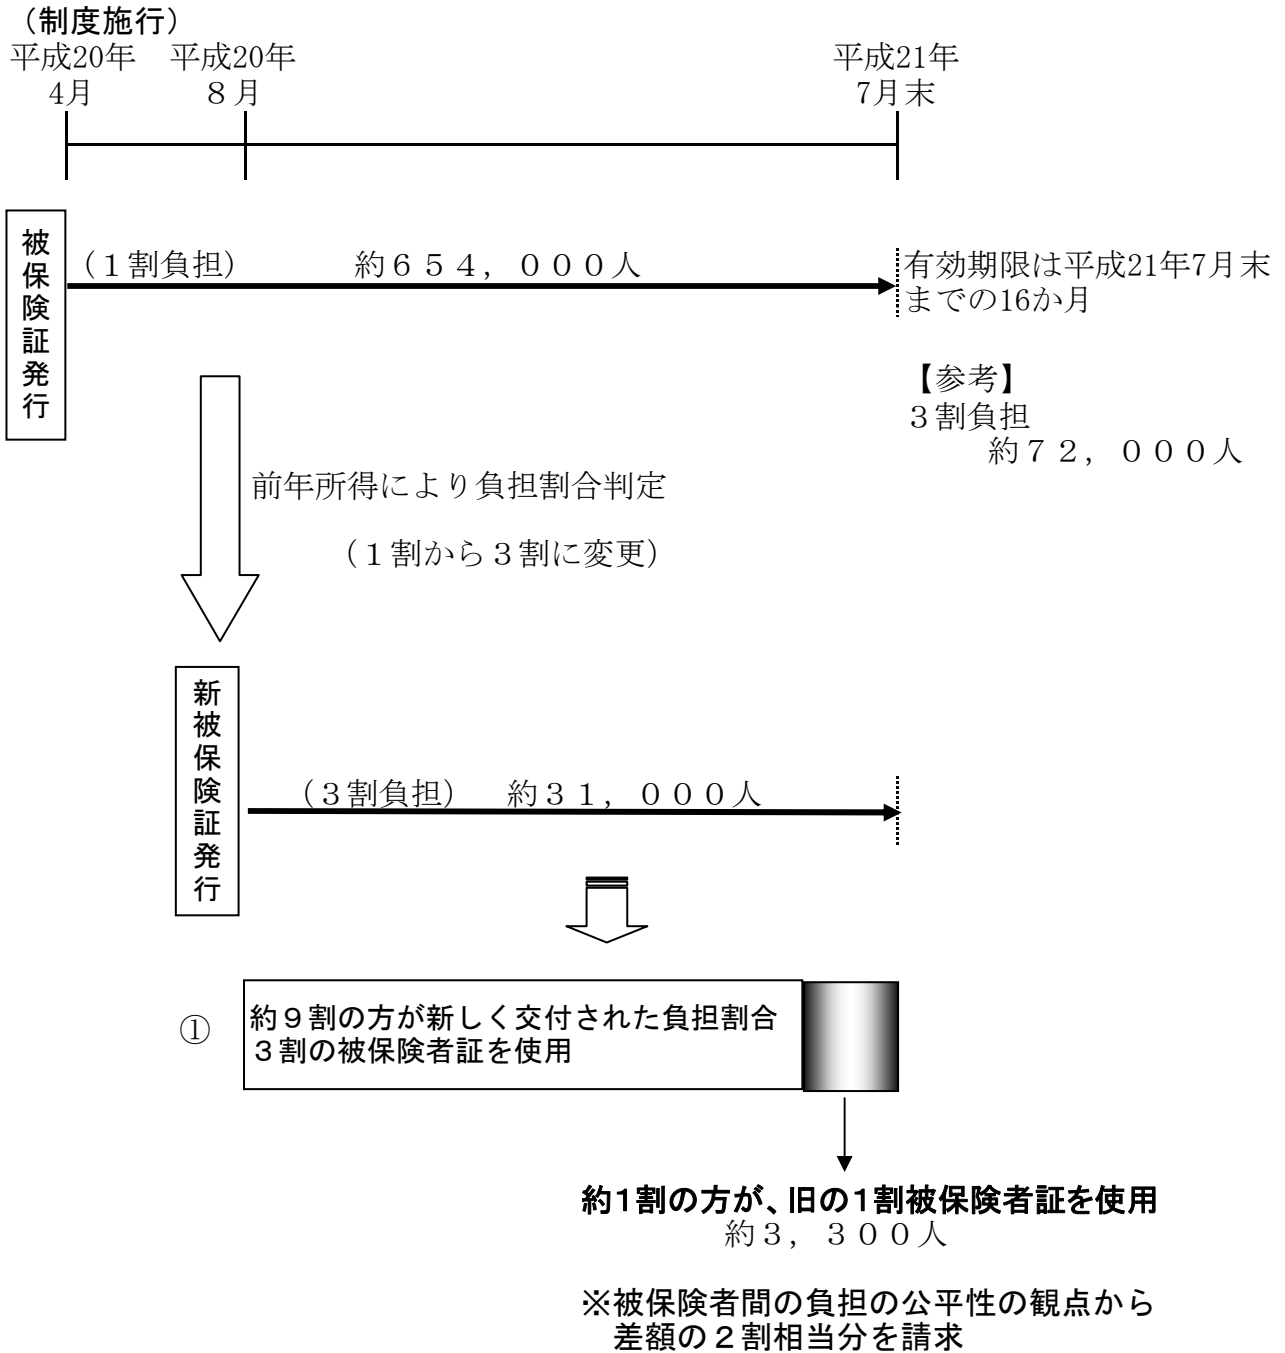 （制度施行）
平成20年　平成20年　平成21年
4月　８月　7月末
被保険証発行
（１割負担）　約６５４，０００人
有効期限は平成21年7月末
までの16か月
【参考】
３割負担
約７２，０００人
前年所得により負担割合判定
（１割から３割に変更）
新被保険証発行
（３割負担）　約３１，０００人
①
約９割の方が新しく交付された負担割合
３割の被保険者証を使用
約1割の方が、旧の1割被保険者証を使用
約３，３００人
※被保険者間の負担の公平性の観点から
差額の２割相当分を請求